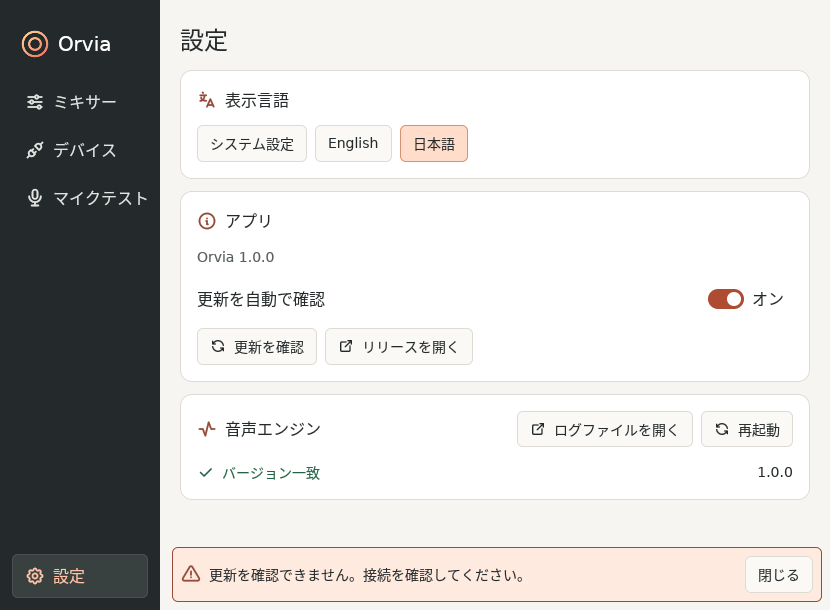 Orvia
ミキサー
デバイス
マイクテスト
設定
設定
表示言語
システム設定
English
日本語
アプリ
Orvia 1.0.0
更新を自動で確認
オン
更新を確認
リリースを開く
音声エンジン
ログファイルを開く
再起動
バージョン一致
1.0.0
更新を確認できません。接続を確認してください。
閉じる